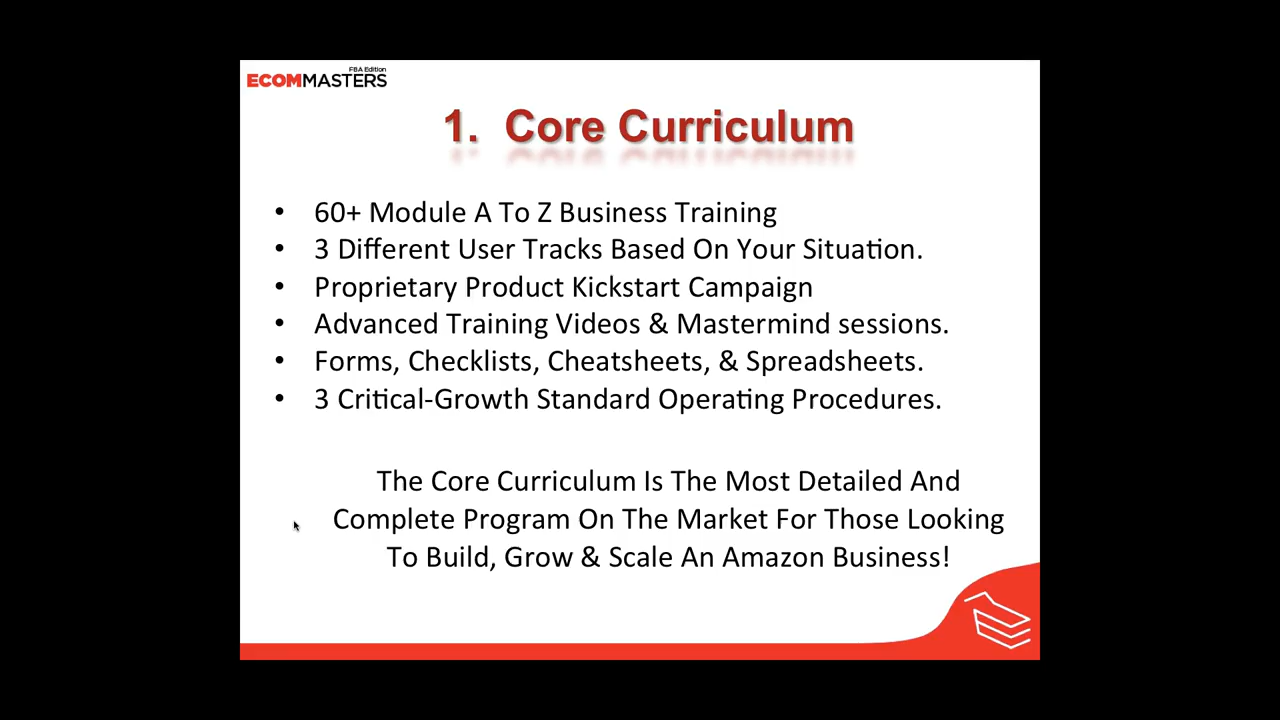 FBA Edition
ECOMMASTERS
1. Core Curriculum
• 60+ Module A To Z Business Training
• 3 Different User Tracks Based On Your Situation.
• Proprietary Product Kickstart Campaign
• Advanced Training Videos & Mastermind sessions.
• Forms, Checklists, Cheatsheets, & Spreadsheets.
• 3 Critical-Growth Standard Operating Procedures.
The Core Curriculum Is The Most Detailed And
Complete Program On The Market For Those Looking
To Build, Grow & Scale An Amazon Business!